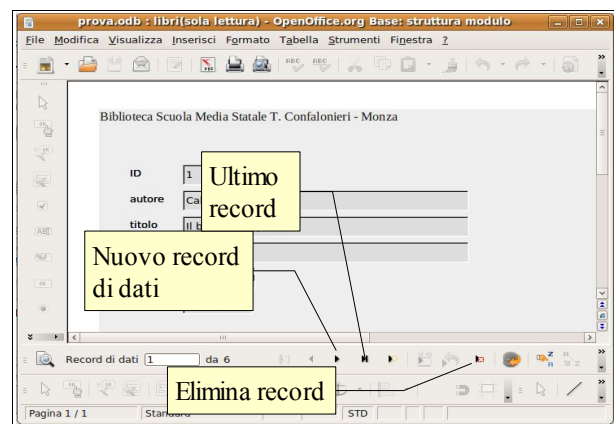 prova.odb : libri(sola lettura) - OpenOffice.org Base: struttura modulo
File Modifica Visualizza Inserisci Formato Tabella Strumenti Finestra ?
Biblioteca Scuola Media Statale T. Confalonieri - Monza
ID 1
Ultimo
record
autore Ca
titolo Il b
Nuovo record
di dati
Record di dati 1 da 6
Elimina record
Pagina 1 / 1 Standard STD